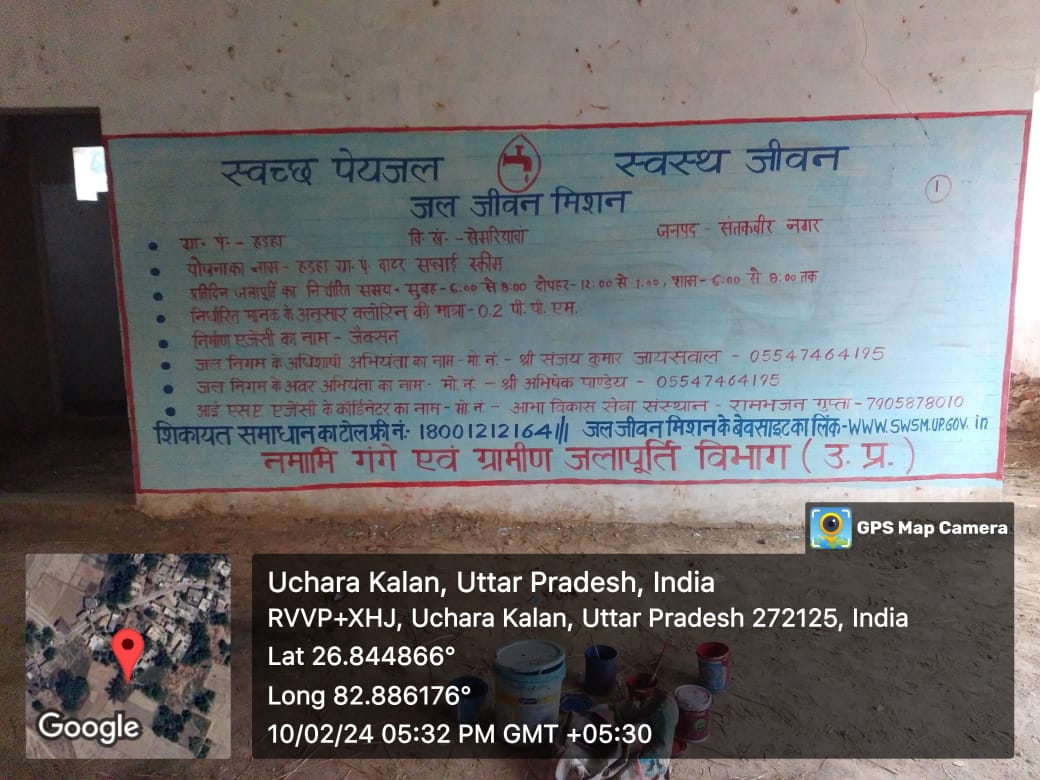 स्वच्छ पेयजल स्वस्थ जीवन
जल जीवन मिशन
1
ग्रा. पं. - हडहा वि. खं. - सेमरियावां जनपद - संतकबीर नगर
योजना का नाम - हडहा ग्रा. पं. वाटर सप्लाई स्कीम
प्रतिदिन जलापूर्ति का निर्धारित समय - सुबह - 6:00 से 8:00 दोपहर - 12:00 से 1:00, शाम - 6:00 से 8:00 तक
निर्धारित मानक के अनुसार क्लोरिन की मात्रा - 0.2 पी. पी. एम.
निर्माण एजेंसी का नाम - जैक्सन
जल निगम के अधिशाषी अभियंता का नाम - मो. नं. - श्री संजय कुमार जायसवाल - 05547464195
जल निगम के अवर अभियंता का नाम - मो. नं. - श्री अभिषेक पाण्डेय - 05547464195
आई एसए एजेंसी के कॉर्डिनेटर का नाम - मो. नं. - आभा विकास सेवा संस्थान - रामभजन गुप्ता - 7905878010
शिकायत समाधान का टोल फ्री नं:- 18001212164 // जल जीवन मिशन के बेवसाइट का लिंक - WWW.SWSM.UP.GOV.in
नमामि गंगे एवं ग्रामीण जलापूर्ति विभाग ( उ. प्र. )
GPS Map Camera
Uchara Kalan, Uttar Pradesh, India
RVVP+XHJ, Uchara Kalan, Uttar Pradesh 272125, India
Lat 26.844866°
Long 82.886176°
10/02/24 05:32 PM GMT +05:30
Google